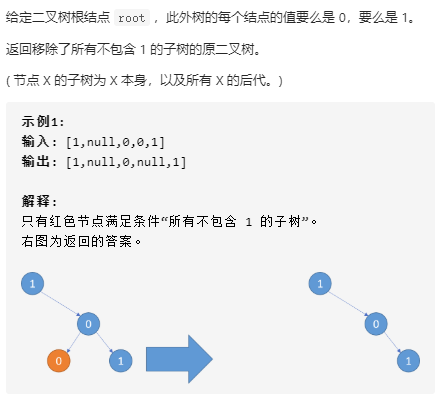 给定二叉树根结点 root ，此外树的每个结点的值要么是 0，要么是 1。
返回移除了所有不包含 1 的子树的原二叉树。
( 节点 X 的子树为 X 本身，以及所有 X 的后代。)
示例1:
输入: [1,null,0,0,1]
输出: [1,null,0,null,1]
解释:
只有红色节点满足条件“所有不包含 1 的子树”。
右图为返回的答案。
1
0
0
1
1
0
1